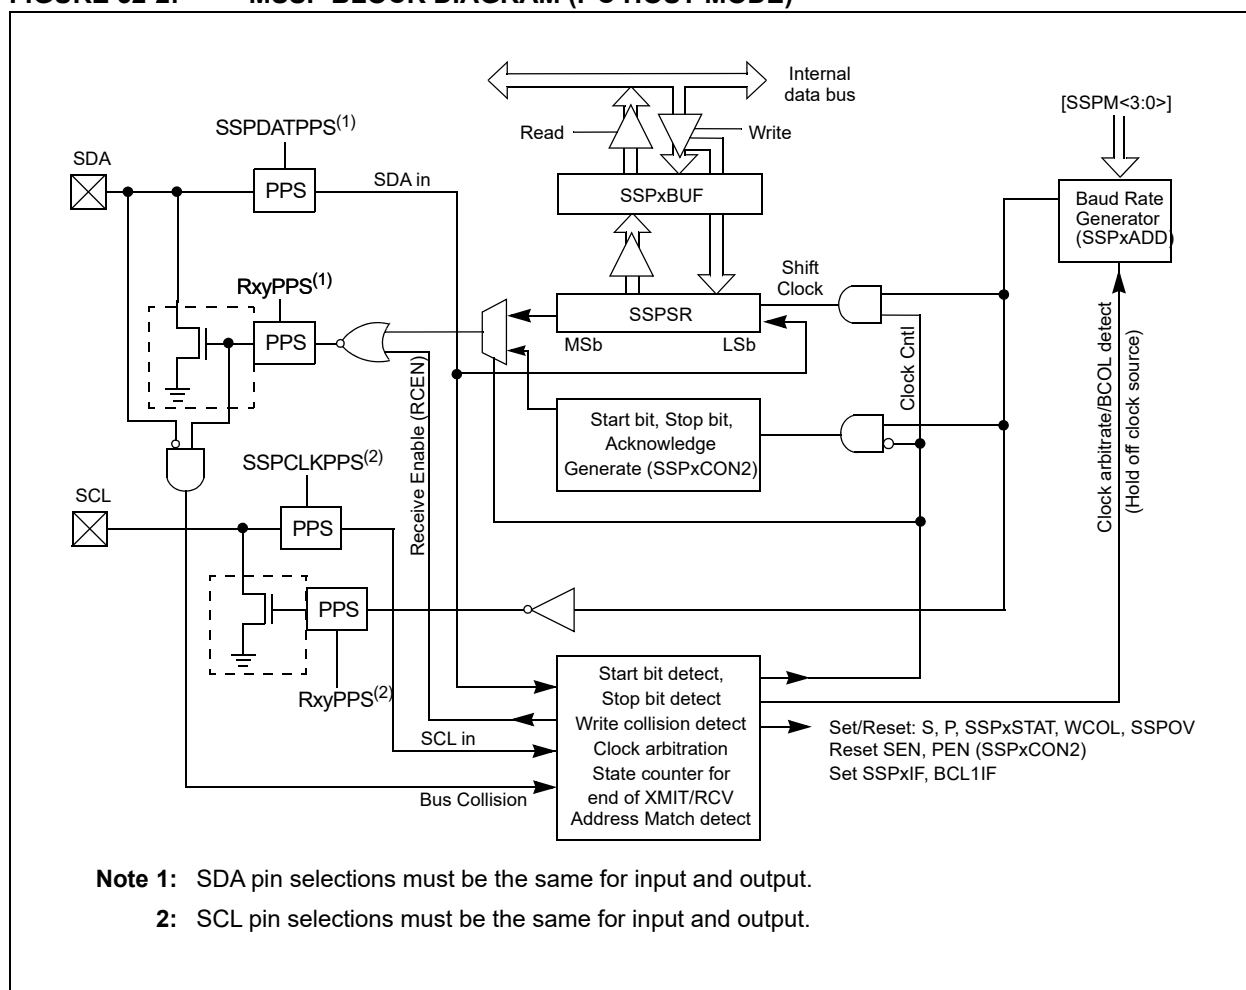 Internal
data bus
[SSPM<3:0>]
SSPDATPPS(1)
Read
Write
SDA
PPS
SDA in
SSPxBUF
Baud Rate
Generator
(SSPxADD)
RxyPPS(1)
Shift
Clock
PPS
SSPSR
MSb
LSb
Clock Cntl
Receive Enable (RCEN)
Clock arbitrate/BCOL detect
(Hold off clock source)
Start bit, Stop bit,
Acknowledge
Generate (SSPxCON2)
SSPCLKPPS(2)
SCL
PPS
PPS
RxyPPS(2)
SCL in
Bus Collision
Start bit detect,
Stop bit detect
Write collision detect
Clock arbitration
State counter for
end of XMIT/RCV
Address Match detect
Set/Reset: S, P, SSPxSTAT, WCOL, SSPOV
Reset SEN, PEN (SSPxCON2)
Set SSPxIF, BCL1IF
Note 1: SDA pin selections must be the same for input and output.
2: SCL pin selections must be the same for input and output.